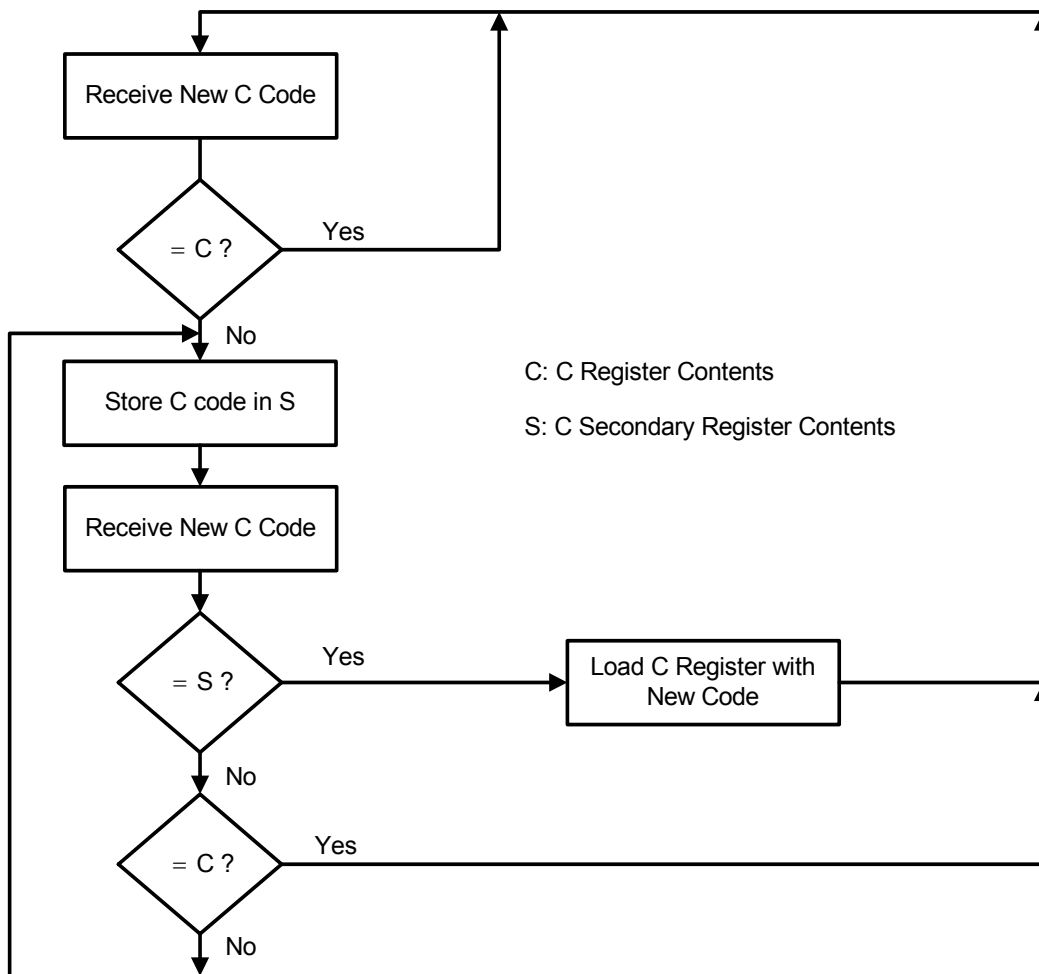 Receive New C Code
= C ?
Yes
No
Store C code in S
C: C Register Contents
S: C Secondary Register Contents
Receive New C Code
= S ?
Yes
Load C Register with
New Code
No
= C ?
Yes
No